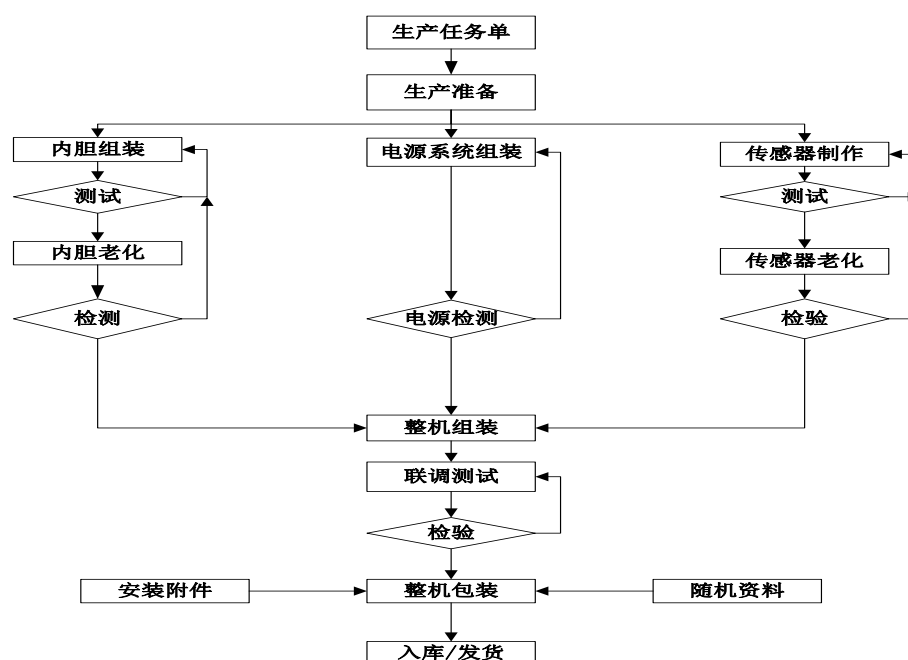 生产任务单
生产准备
内胆组装
电源系统组装
传感器制作
测试
测试
内胆老化
传感器老化
检测
电源检测
检验
整机组装
联调测试
检验
安装附件
整机包装
随机资料
入库/发货